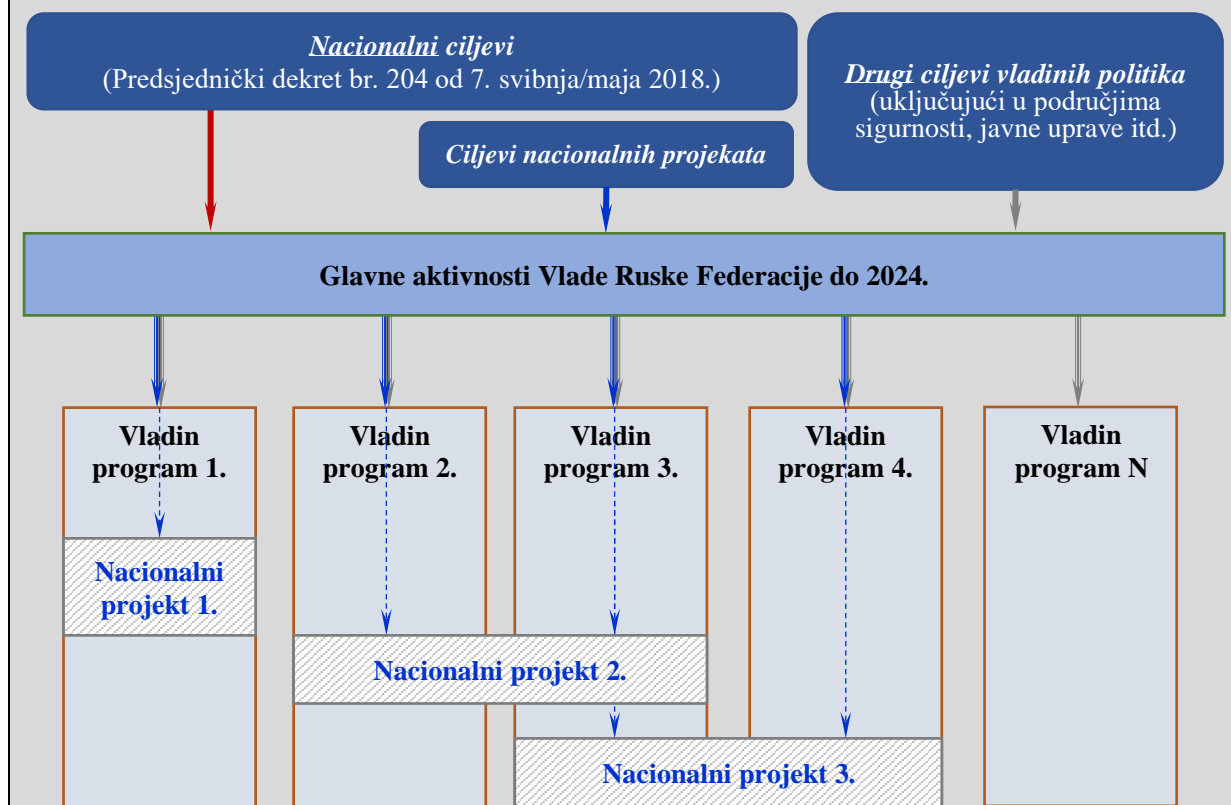 Nacionalni ciljevi
(Predsjednički dekret br. 204 od 7. svibnja/maja 2018.)
Drugi ciljevi vladinih politika
(uključujući u područjima
sigurnosti, javne uprave itd.)
Ciljevi nacionalnih projekata
Glavne aktivnosti Vlade Ruske Federacije do 2024.
Vladin
program 1.
Vladin
program 2.
Vladin
program 3.
Vladin
program 4.
Vladin
program N
Nacionalni
projekt 1.
Nacionalni projekt 2.
Nacionalni projekt 3.